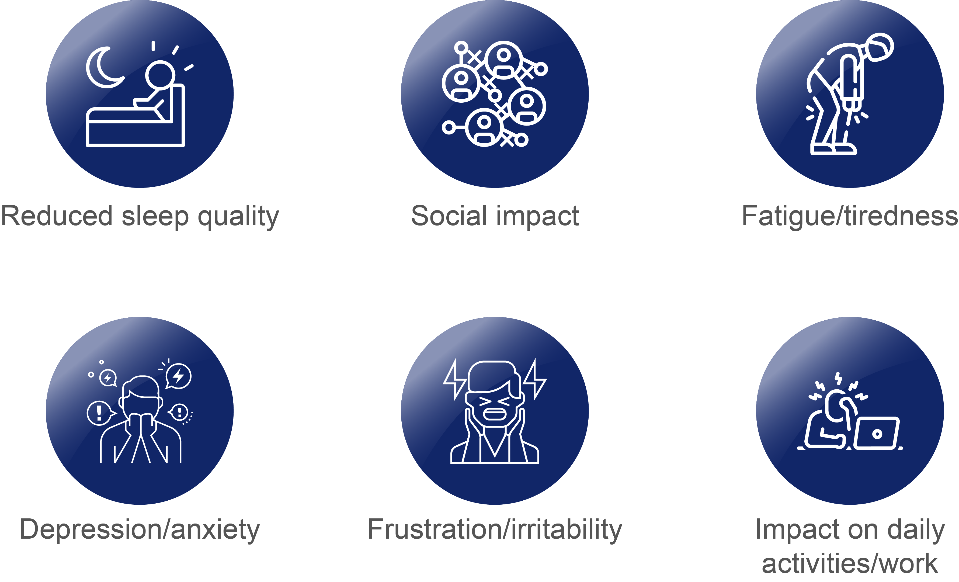 Reduced sleep quality
Social impact
Fatigue/tiredness
Depression/anxiety
Frustration/irritability
Impact on daily
activities/work